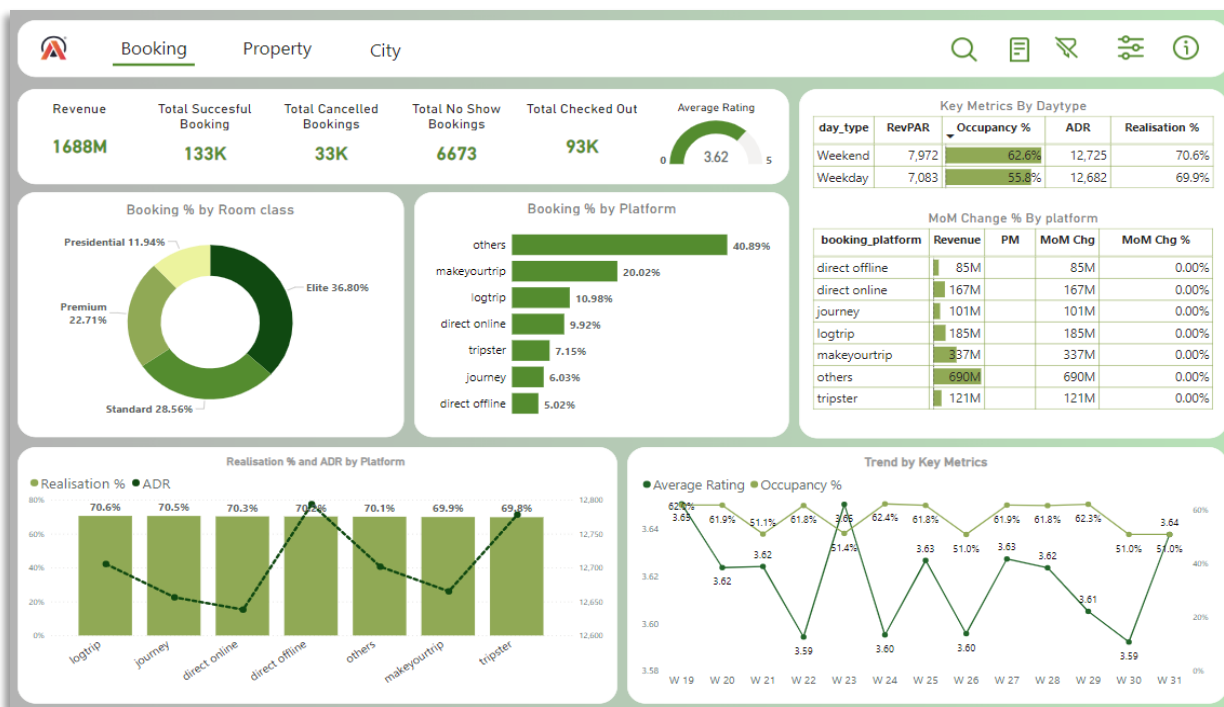 Booking Property City
Revenue
1688M
Total Succesful
Booking
133K
Total Cancelled
Bookings
33K
Total No Show
Bookings
6673
Total Checked Out
93K
Average Rating
0 3.62 5
Key Metrics By Daytype
day_type RevPAR Occupancy % ADR Realisation %
Weekend 7,972 62.6% 12,725 70.6%
Weekday 7,083 55.8% 12,682 69.9%
Booking % by Room class
Presidential 11.94%
Elite 36.80%
Premium
22.71%
Standard 28.56%
Booking % by Platform
others 40.89%
makeyourtrip 20.02%
logtrip 10.98%
direct online 9.92%
tripster 7.15%
journey 6.03%
direct offline 5.02%
MoM Change % By platform
booking_platform Revenue PM MoM Chg MoM Chg %
direct offline 85M 85M 0.00%
direct online 167M 167M 0.00%
journey 101M 101M 0.00%
logtrip 185M 185M 0.00%
makeyourtrip 337M 337M 0.00%
others 690M 690M 0.00%
tripster 121M 121M 0.00%
Realisation % and ADR by Platform
Realisation % ADR
80% 70.6% 70.5% 70.3% 70.2% 70.1% 69.9% 69.8% 12,800
60% 12,750
40% 12,700
20% 12,650
0% 12,600
logtrip journey direct online direct offline others makeyourtrip tripster
Trend by Key Metrics
Average Rating Occupancy %
62.6% 61.9% 51.1% 61.8% 51.4% 62.4% 61.8% 51.0% 61.9% 61.8% 62.3% 51.0% 51.0%
3.65 3.62 3.62 3.59 3.65 3.60 3.63 3.60 3.63 3.62 3.61 3.59 3.64
3.64 60%
3.62 40%
3.60 20%
3.58 0%
W 19 W 20 W 21 W 22 W 23 W 24 W 25 W 26 W 27 W 28 W 29 W 30 W 31